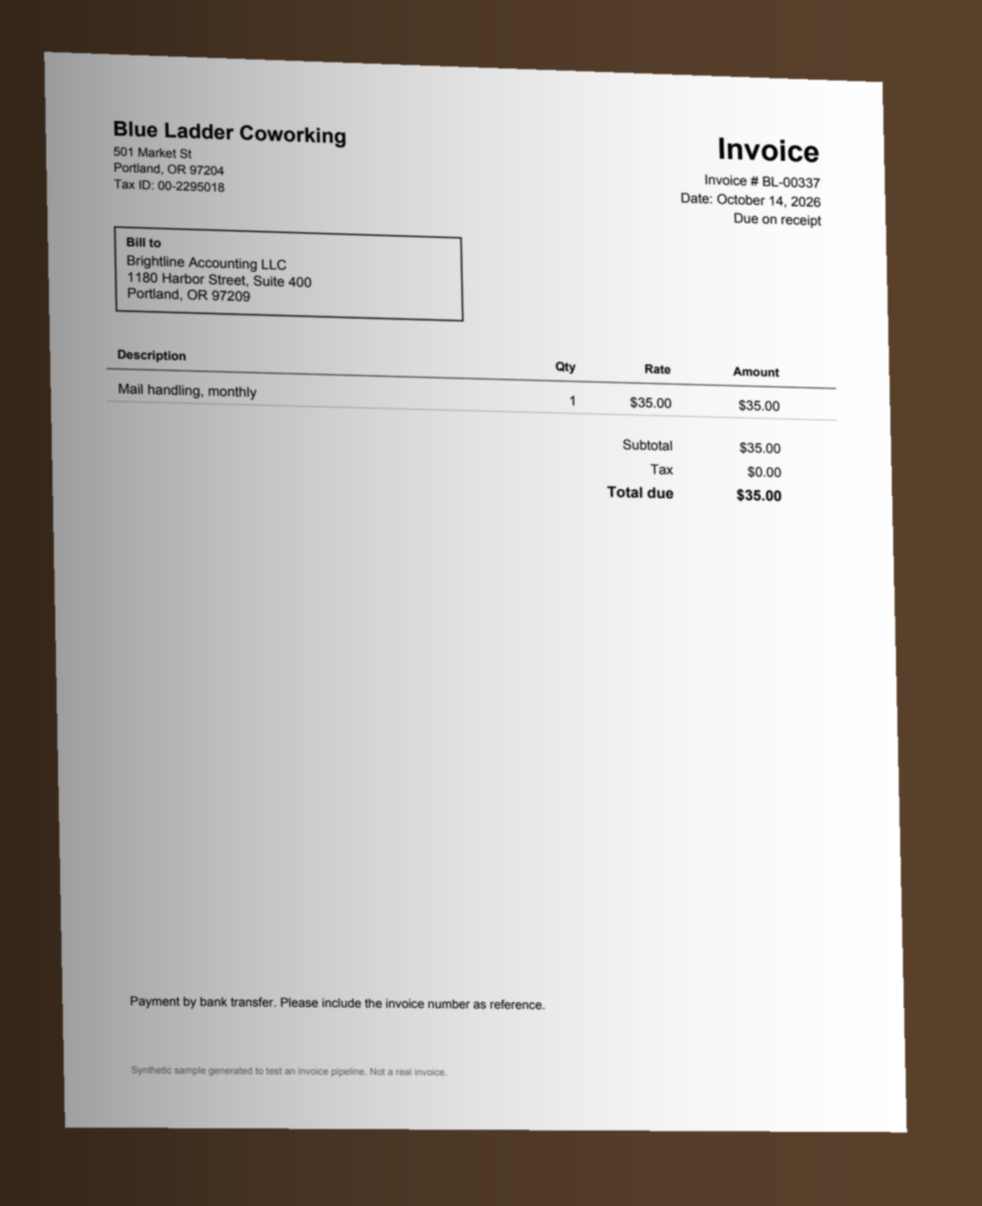 Blue Ladder Coworking
501 Market St
Portland, OR 97204
Tax ID: 00-2295018
Invoice
Invoice # BL-00337
Date: October 14, 2026
Due on receipt
Bill to
Brightline Accounting LLC
1180 Harbor Street, Suite 400
Portland, OR 97209
Description Qty Rate Amount
Mail handling, monthly 1 $35.00 $35.00
Subtotal $35.00
Tax $0.00
Total due $35.00
Payment by bank transfer. Please include the invoice number as reference.
Synthetic sample generated to test an invoice pipeline. Not a real invoice.